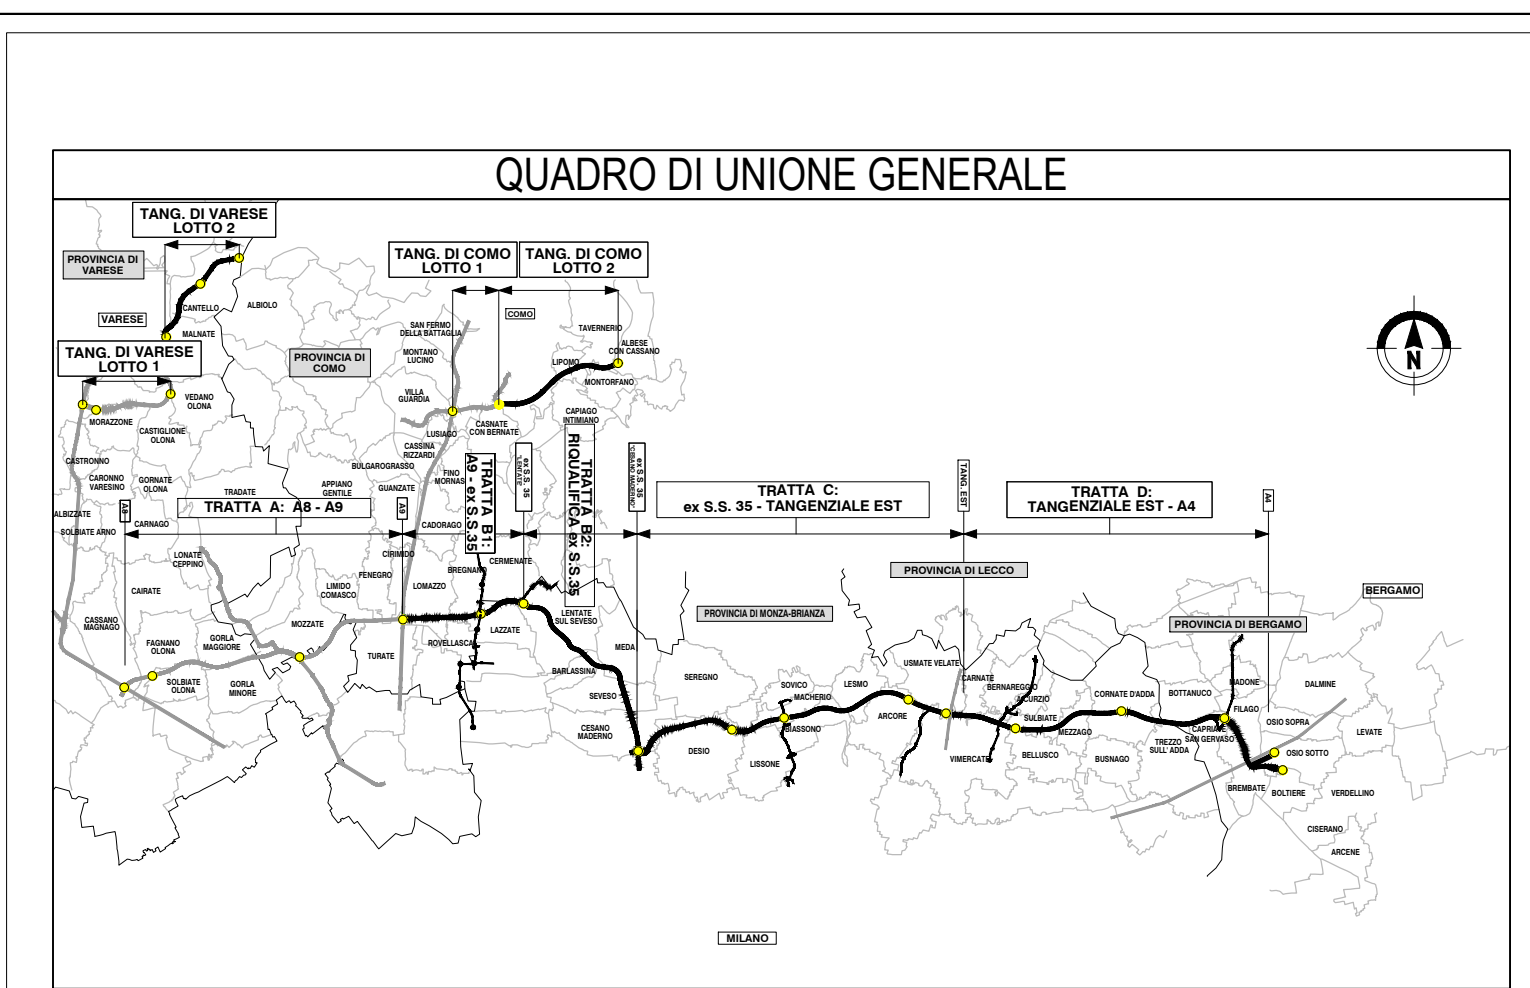 QUADRO DI UNIONE GENERALE
TANG. DI VARESE
LOTTO 2
PROVINCIA DI
VARESE
TANG. DI COMO
LOTTO 1
TANG. DI COMO
LOTTO 2
CANTELLO
ALBIOLO
VARESE
MALNATE
COMO
SAN FERMO
DELLA BATTAGLIA
TAVERNERIO
TANG. DI VARESE
LOTTO 1
PROVINCIA DI
COMO
MONTANO
LUCINO
ALBESE
CON CASSANO
LIPOMO
MONTORFANO
N
VEDANO
OLONA
VILLA
GUARDIA
MORAZZONE
CAPIAGO
INTIMIANO
CASTIGLIONE
OLONA
LUSIAGO
CASNATE
CON BERNATE
CASSINA
RIZZARDI
CASTRONNO
BULGAROGRASSO
CARONNO
VARESINO
GORNATE
OLONA
FINO
MORNAS
APPIANO
GENTILE
GUANZATE
TRADATE
A8
TRATTA A: A8 - A9
A9
TRATTA B1:
A9 - ex S.S.35
ex S.S. 35
"LENTATE"
TRATTA B2:
RIQUALIFICA ex S.S.35
ex S.S. 35
"CESANO MADERNO"
TRATTA C:
ex S.S. 35 - TANGENZIALE EST
TANG. EST
TRATTA D:
TANGENZIALE EST - A4
A4
ALBIZZATE
CARNAGO
SOLBIATE ARNO
CADORAGO
LONATE
CEPPINO
CIRIMIDO
CERMENATE
BREGNANO
FENEGRO
LOMAZZO
LIMIDO
COMASCO
CAIRATE
PROVINCIA DI LECCO
BERGAMO
PROVINCIA DI MONZA-BRIANZA
PROVINCIA DI BERGAMO
CASSANO
MAGNAGO
MOZZATE
LENTATE
SUL SEVESO
LAZZATE
FAGNANO
OLONA
GORLA
MAGGIORE
ROVELLASCA
TURATE
MEDA
BARLASSINA
SOLBIATE
OLONA
GORLA
MINORE
SEREGNO
SOVICO
MACHERIO
LESMO
USMATE VELATE
CARNATE
BERNAREGGIO
AICURZIO
CORNATE D'ADDA
BOTTANUCO
MADONE
DALMINE
SEVESO
CESANO
MADERNO
BIASSONO
ARCORE
SULBIATE
MEZZAGO
FILAGO
OSIO SOPRA
CAPRIATE
SAN GERVASO
LEVATE
DESIO
LISSONE
VIMERCATE
BELLUSCO
BUSNAGO
TREZZO
SULL' ADDA
OSIO SOTTO
BREMBATE
BOLTIERE
VERDELLINO
CISERANO
ARCENE
MILANO